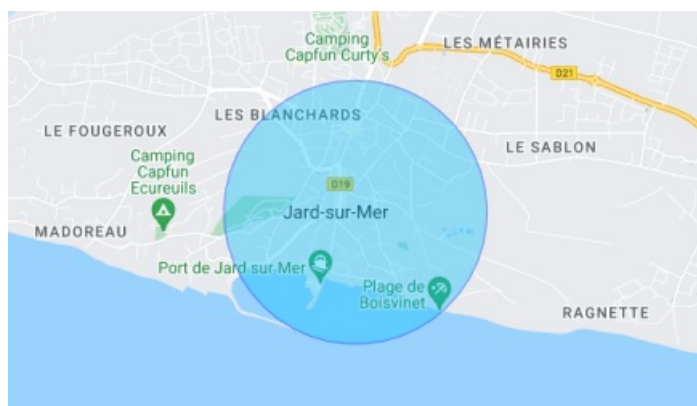 Camping
Capfun Curty's
LES MÉTAIRIES
D21
LES BLANCHARDS
LE FOUGEROUX
LE SABLON
Camping
Capfun
Ecureuils
D19
Jard-sur-Mer
MADOREAU
Port de Jard sur Mer
Plage de
Boisvinet
RAGNETTE